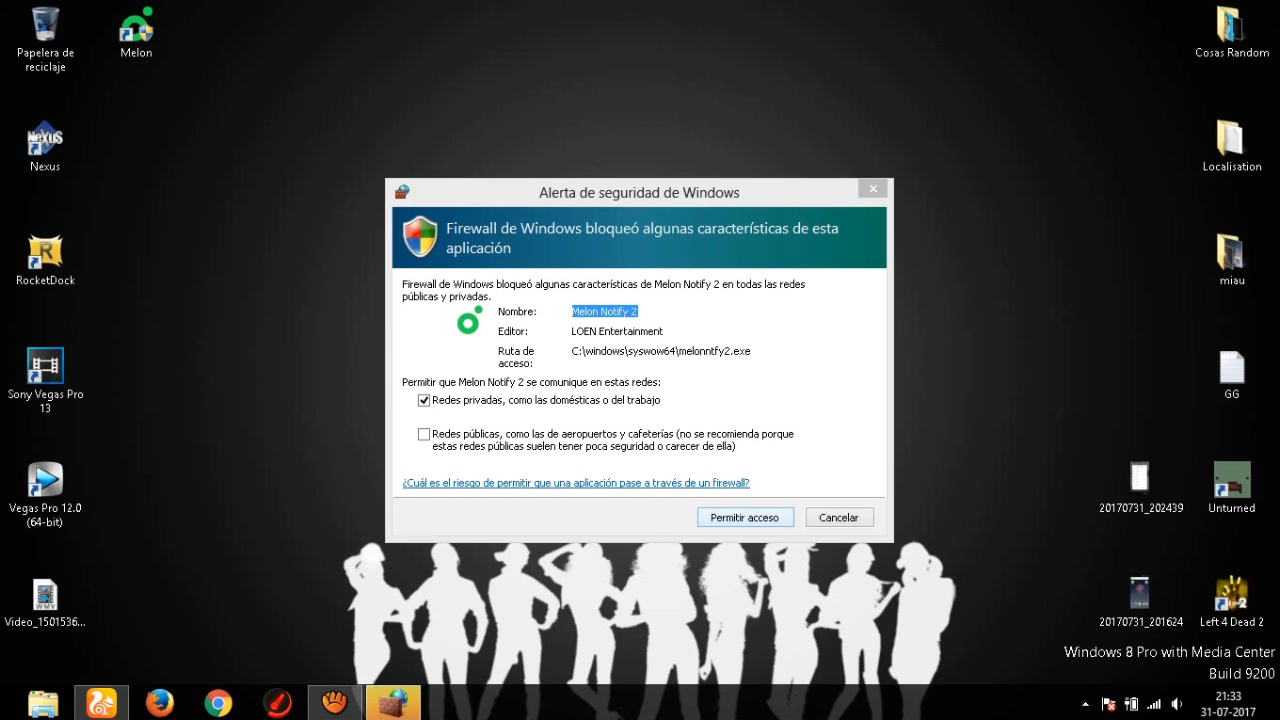 Papelera de
reciclaje
Melon
Nexus
RocketDock
Sony Vegas Pro
13
Vegas Pro 12.0
(64-bit)
WMV
Video_1501536...
Alerta de seguridad de Windows
Firewall de Windows bloqueó algunas características de esta
aplicación
Firewall de Windows bloqueó algunas características de Melon Notify 2 en todas las redes
públicas y privadas.
Nombre: Melon Notify 2
Editor: LOEN Entertainment
Ruta de C:\windows\syswow64\melonntfy2.exe
acceso:
Permitir que Melon Notify 2 se comunique en estas redes:
Redes privadas, como las domésticas o del trabajo
Redes públicas, como las de aeropuertos y cafeterías (no se recomienda porque
estas redes públicas suelen tener poca seguridad o carecer de ella)
¿Cuál es el riesgo de permitir que una aplicación pase a través de un firewall?
Permitir acceso Cancelar
Cosas Random
Localisation
miau
GG
20170731_202439
Unturned
20170731_201624
Left 4 Dead 2
Windows 8 Pro with Media Center
Build 9200
21:33
31-07-2017